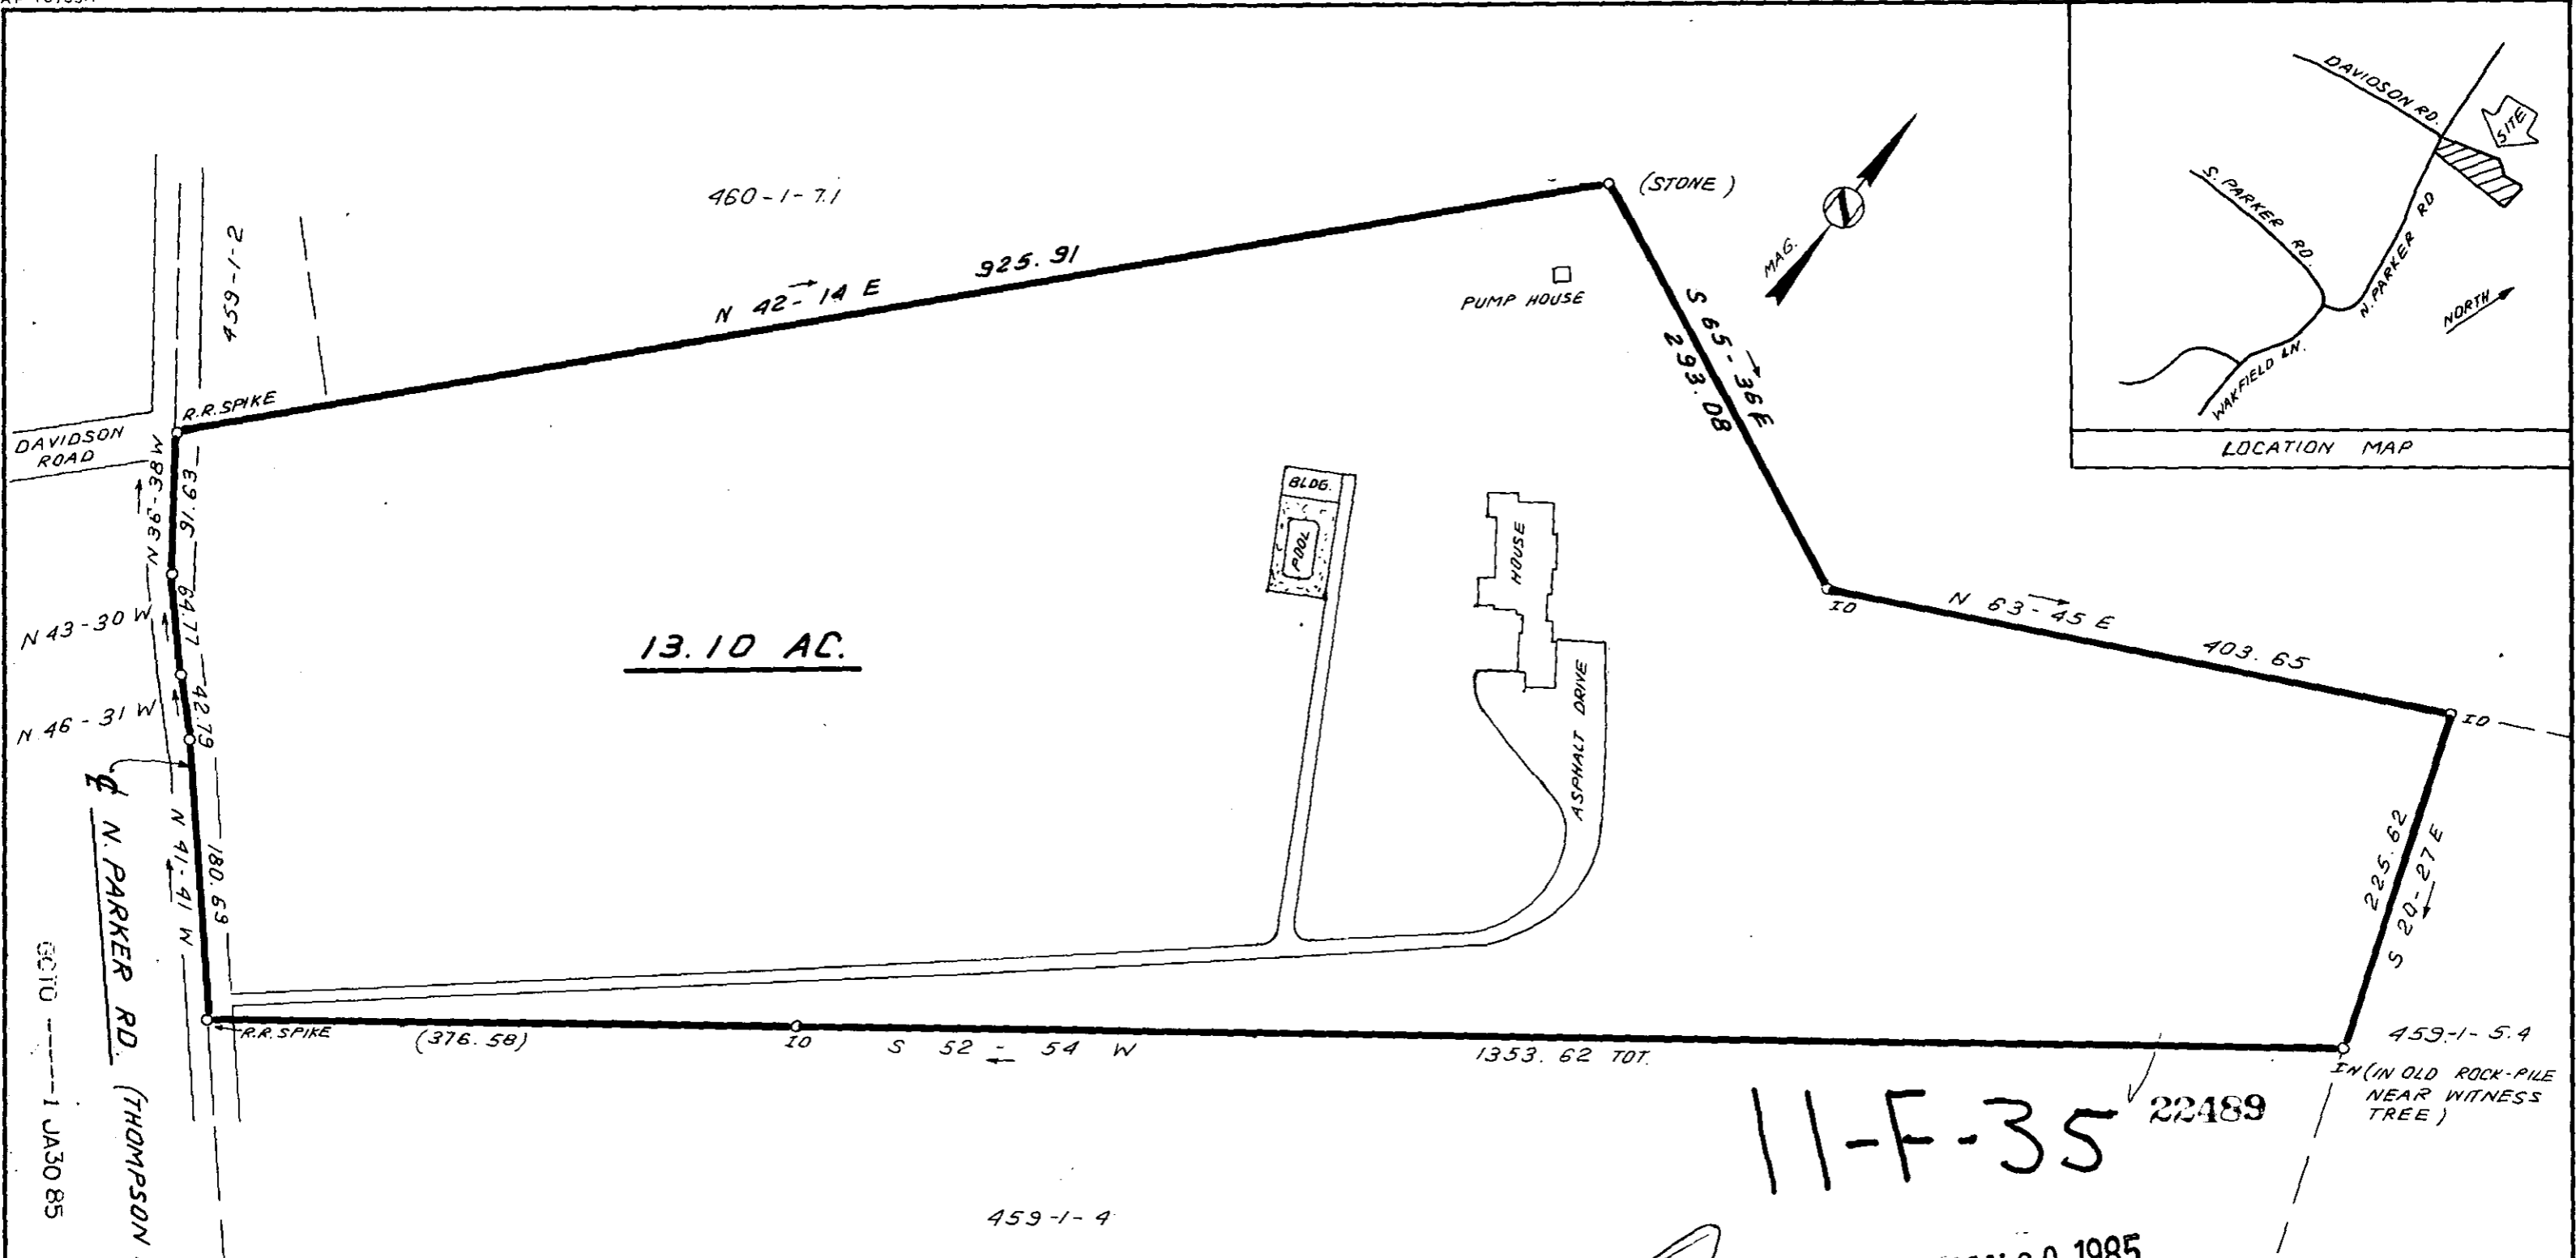 DAVIDSON RD.
SITE
S. PARKER RD.
N. PARKER RD
NORTH
WAKFIELD LN.
LOCATION MAP
460-1-7.1
(STONE)
459-1-2
N 42-14 E 925.91
MAG.
N
PUMP HOUSE
S 65-36 E
293.08
R.R. SPIKE
DAVIDSON
ROAD
N 36-38 W
91.63
BLDG.
POOL
HOUSE
IO
N 63-45 E 403.65
N 43-30 W
64.77
13.10 AC.
ASPHALT DRIVE
IO
N 46-31 W
42.79
225.62
S 20-27 E
N 41-41 W
180.63
₵ N. PARKER RD. (THOMPSON
R.R. SPIKE
(376.58)
IO
S 52-54 W
1353.62 TOT.
459-1-5.4
IN (IN OLD ROCK-PILE
NEAR WITNESS
TREE)
11-F-35
22489
1 JA30 85
459-1-4
1985